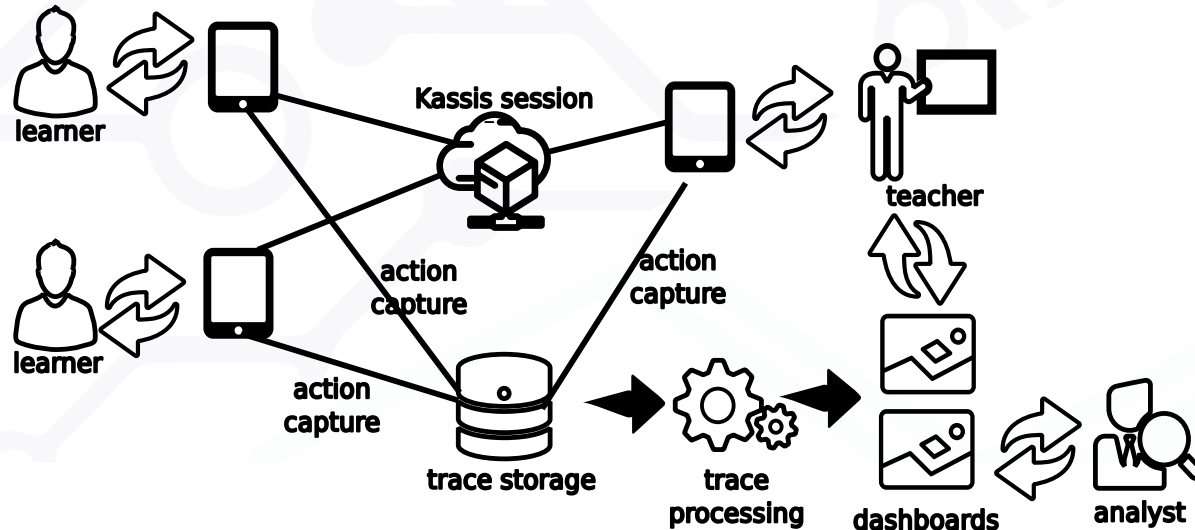 learner
Kassis session
teacher
learner
action
capture
action
capture
action
capture
trace storage
trace
processing
dashboards
analyst